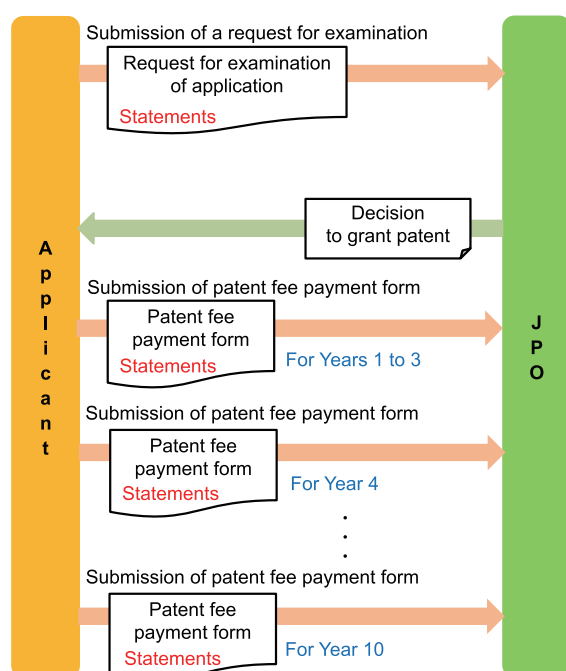 Submission of a request for examination
Request for examination
of application
Statements
Decision
to grant patent
Applicant
Submission of patent fee payment form
Patent fee
payment form
Statements
For Years 1 to 3
JPO
Submission of patent fee payment form
Patent fee
payment form
Statements
For Year 4
Submission of patent fee payment form
Patent fee
payment form
Statements
For Year 10